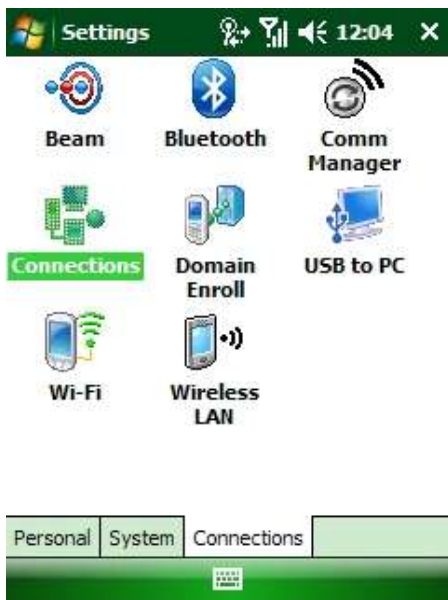 Settings 12:04
Beam Bluetooth Comm Manager
Connections Domain Enroll USB to PC
Wi-Fi Wireless LAN
Personal System Connections